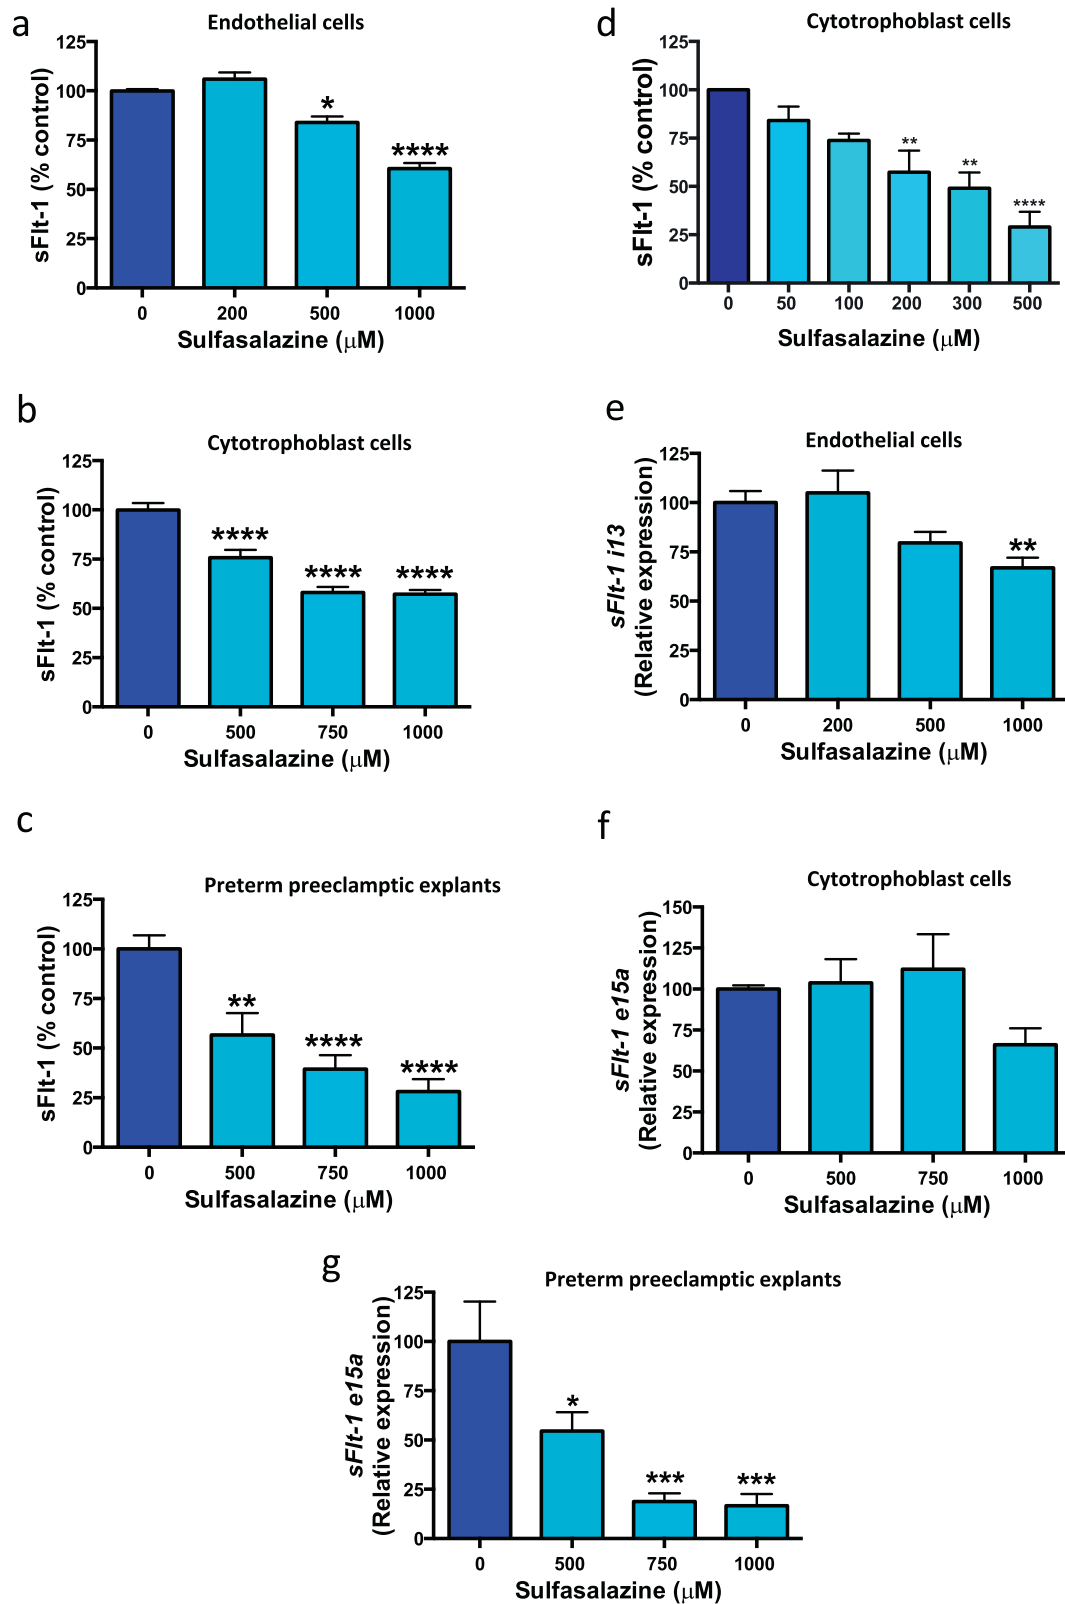 a
Endothelial cells
sFlt-1 (% control)
125
100
75
50
25
0
*
****
0 200 500 1000
Sulfasalazine (μM)
b
Cytotrophoblast cells
sFlt-1 (% control)
125
100
75
50
25
0
****
****
****
0 500 750 1000
Sulfasalazine (μM)
c
Preterm preeclamptic explants
sFlt-1 (% control)
125
100
75
50
25
0
**
****
****
0 500 750 1000
Sulfasalazine (μM)
d
Cytotrophoblast cells
sFlt-1 (% control)
125
100
75
50
25
0
**
**
****
0 50 100 200 300 500
Sulfasalazine (μM)
e
Endothelial cells
sFlt-1 i13
(Relative expression)
125
100
75
50
25
0
**
0 200 500 1000
Sulfasalazine (μM)
f
Cytotrophoblast cells
sFlt-1 e15a
(Relative expression)
150
125
100
75
50
25
0
0 500 750 1000
Sulfasalazine (μM)
g
Preterm preeclamptic explants
sFlt-1 e15a
(Relative expression)
125
100
75
50
25
0
*
***
***
0 500 750 1000
Sulfasalazine (μM)